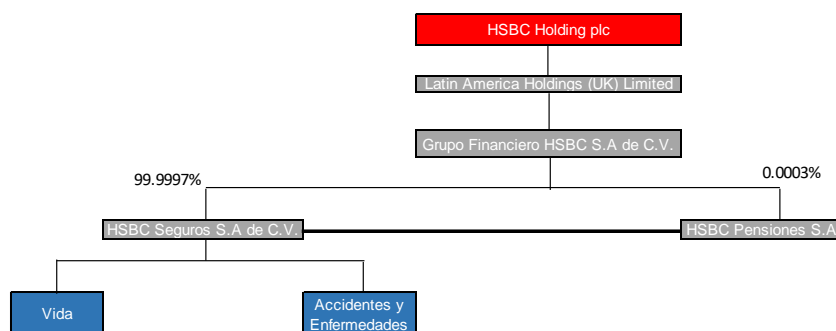 HSBC Holding plc
Latin America Holdings (UK) Limited
Grupo Financiero HSBC S.A de C.V.
99.9997%
0.0003%
HSBC Seguros S.A de C.V.
HSBC Pensiones S.A
Vida
Accidentes y
Enfermedades